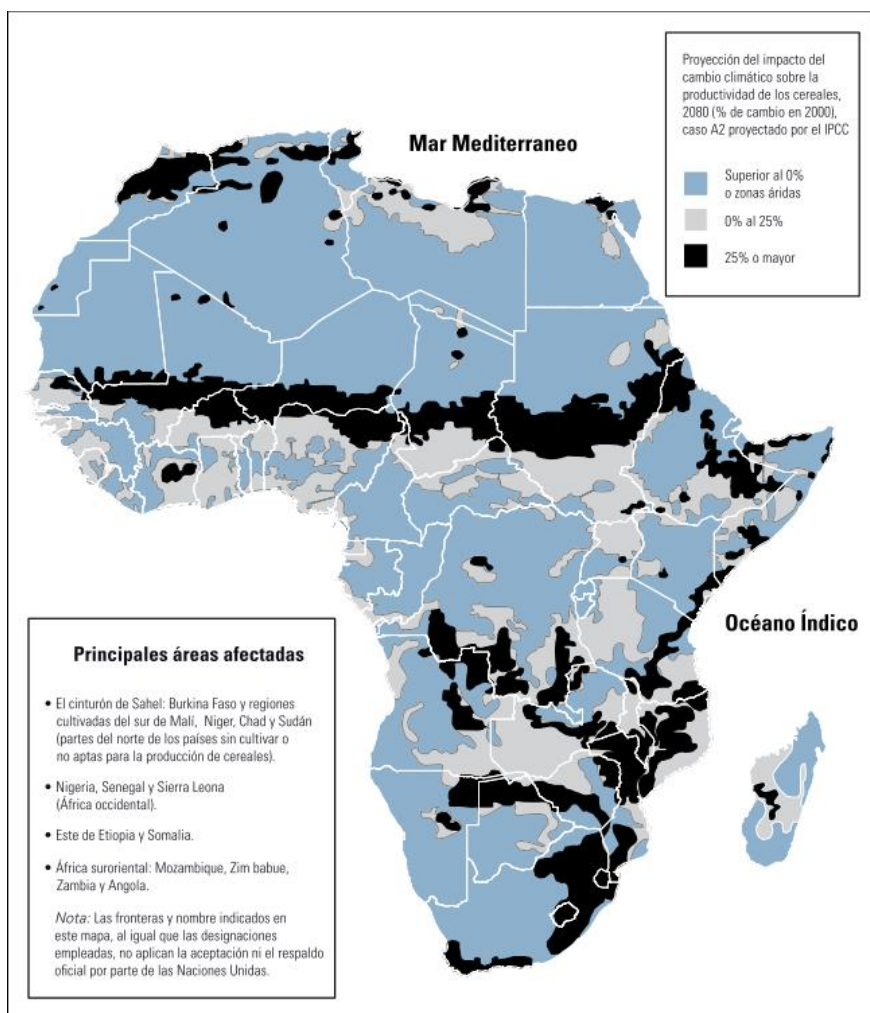 Proyección del impacto del
cambio climático sobre la
productividad de los cereales,
2080 (% de cambio en 2000),
caso A2 proyectado por el IPCC
Superior al 0%
o zonas áridas
0% al 25%
25% o mayor
Mar Mediterraneo
Océano Índico
Principales áreas afectadas
• El cinturón de Sahel: Burkina Faso y regiones
cultivadas del sur de Malí, Niger, Chad y Sudán
(partes del norte de los países sin cultivar o
no aptas para la producción de cereales).
• Nigeria, Senegal y Sierra Leona
(África occidental).
• Este de Etiopia y Somalia.
• África suroriental: Mozambique, Zim babue,
Zambia y Angola.
Nota: Las fronteras y nombre indicados en
este mapa, al igual que las designaciones
empleadas, no aplican la aceptación ni el respaldo
oficial por parte de las Naciones Unidas.